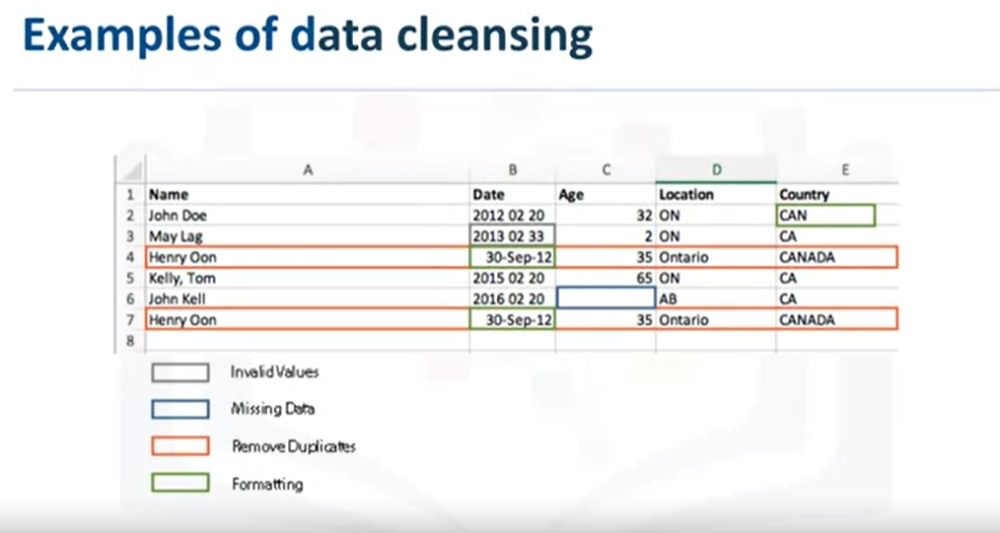 Examples of data cleansing
A B C D E
1 Name Date Age Location Country
2 John Doe 2012 02 20 32 ON CAN
3 May Lag 2013 02 33 2 ON CA
4 Henry Oon 30-Sep-12 35 Ontario CANADA
5 Kelly, Tom 2015 02 20 65 ON CA
6 John Kell 2016 02 20 AB CA
7 Henry Oon 30-Sep-12 35 Ontario CANADA
8
Invalid Values
Missing Data
Remove Duplicates
Formatting